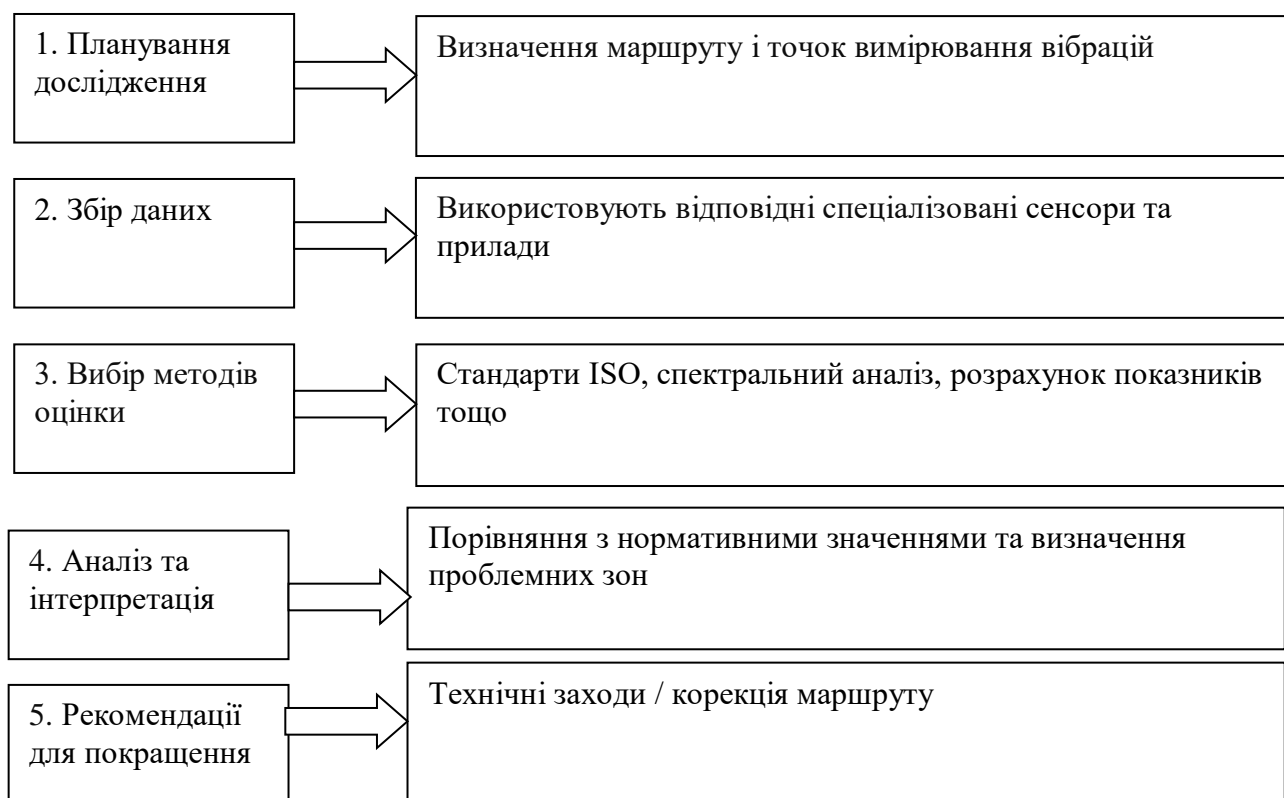 1. Планування
дослідження
Визначення маршруту і точок вимірювання вібрацій
2. Збір даних
Використовують відповідні спеціалізовані сенсори та
прилади
3. Вибір методів
оцінки
Стандарти ISO, спектральний аналіз, розрахунок показників
тощо
4. Аналіз та
інтерпретація
Порівняння з нормативними значеннями та визначення
проблемних зон
5. Рекомендації
для покращення
Технічні заходи / корекція маршруту